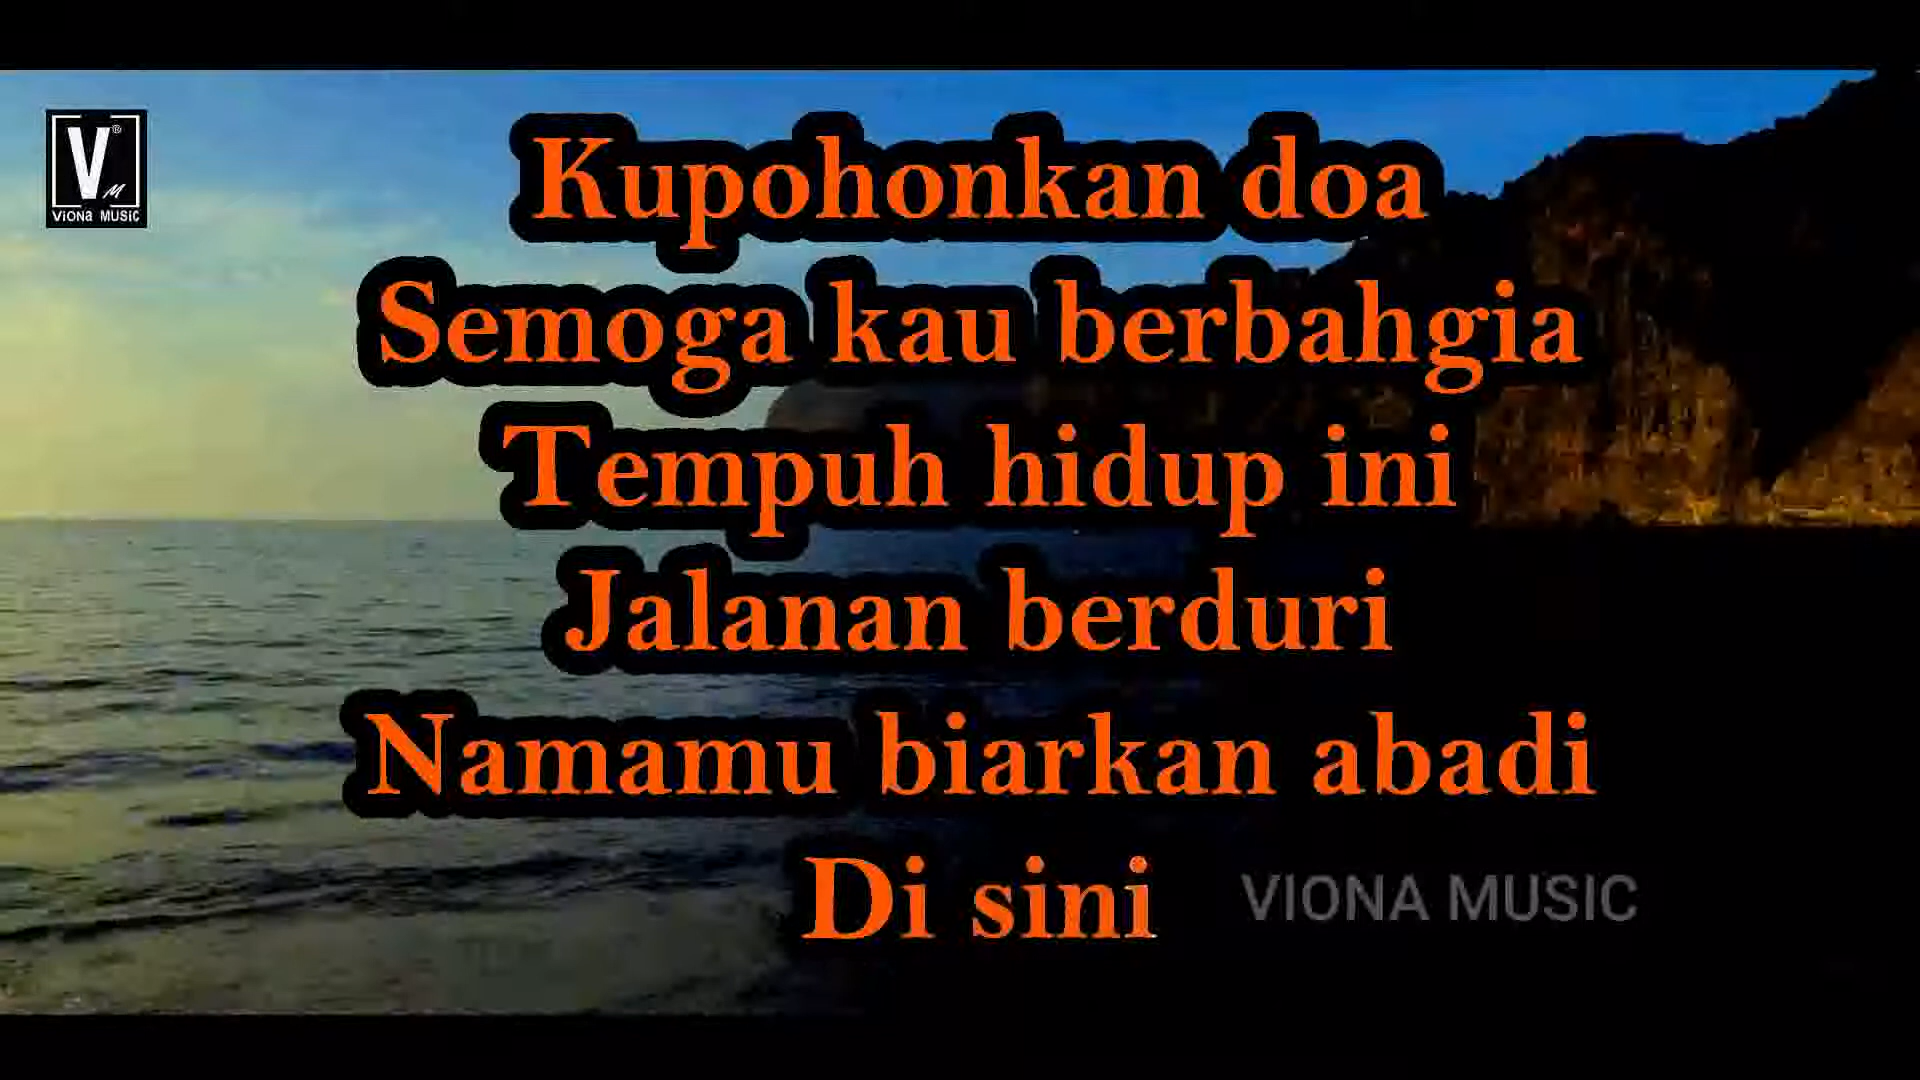 V®
M
ViONa MUSiC
Kupohonkan doa
Semoga kau berbahgia
Tempuh hidup ini
Jalanan berduri
Namamu biarkan abadi
Di sini
VIONA MUSIC